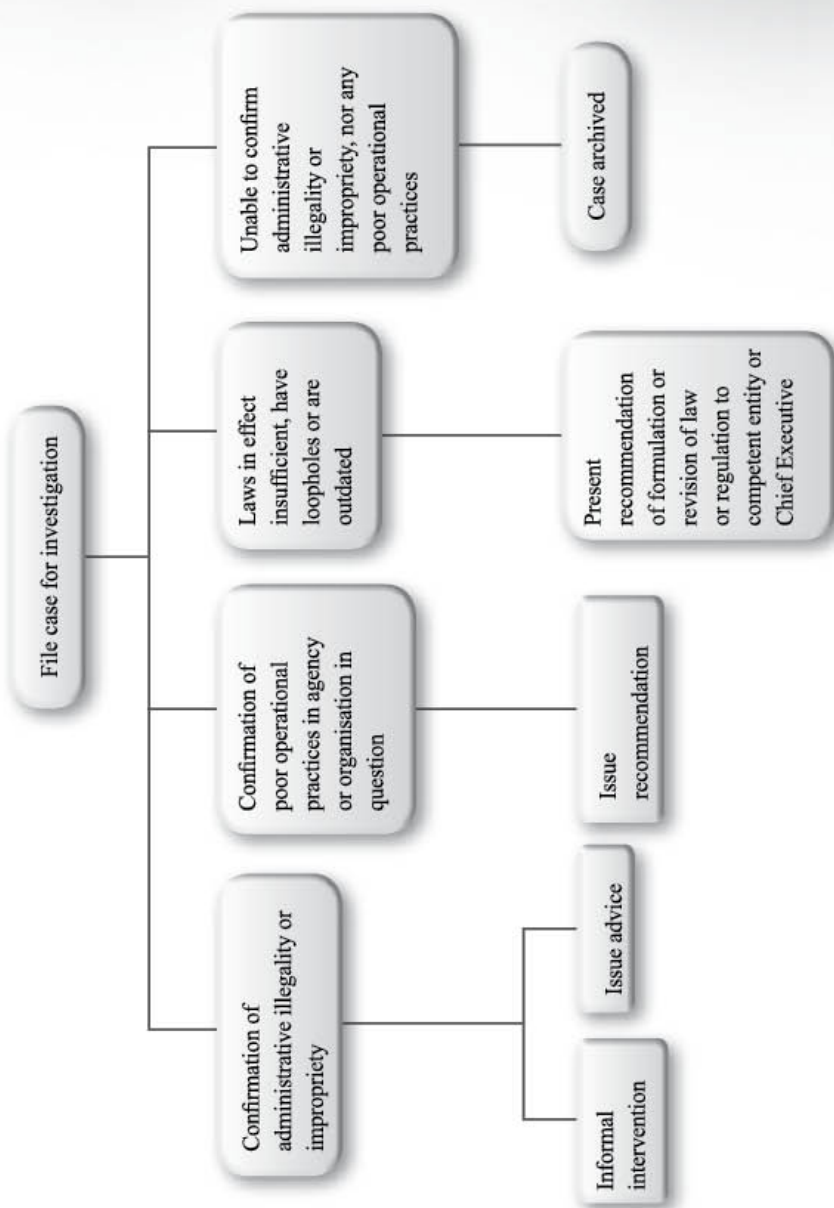 File case for investigation
Confirmation of
administrative illegality or
impropriety
Confirmation of
poor operational
practices in agency
or organisation in
question
Laws in effect
insufficient, have
loopholes or are
outdated
Unable to confirm
administrative
illegality or
impropriety, nor any
poor operational
practices
Informal
intervention
Issue advice
Issue
recommendation
Present
recommendation
of formulation or
revision of law
or regulation to
competent entity or
Chief Executive
Case archived